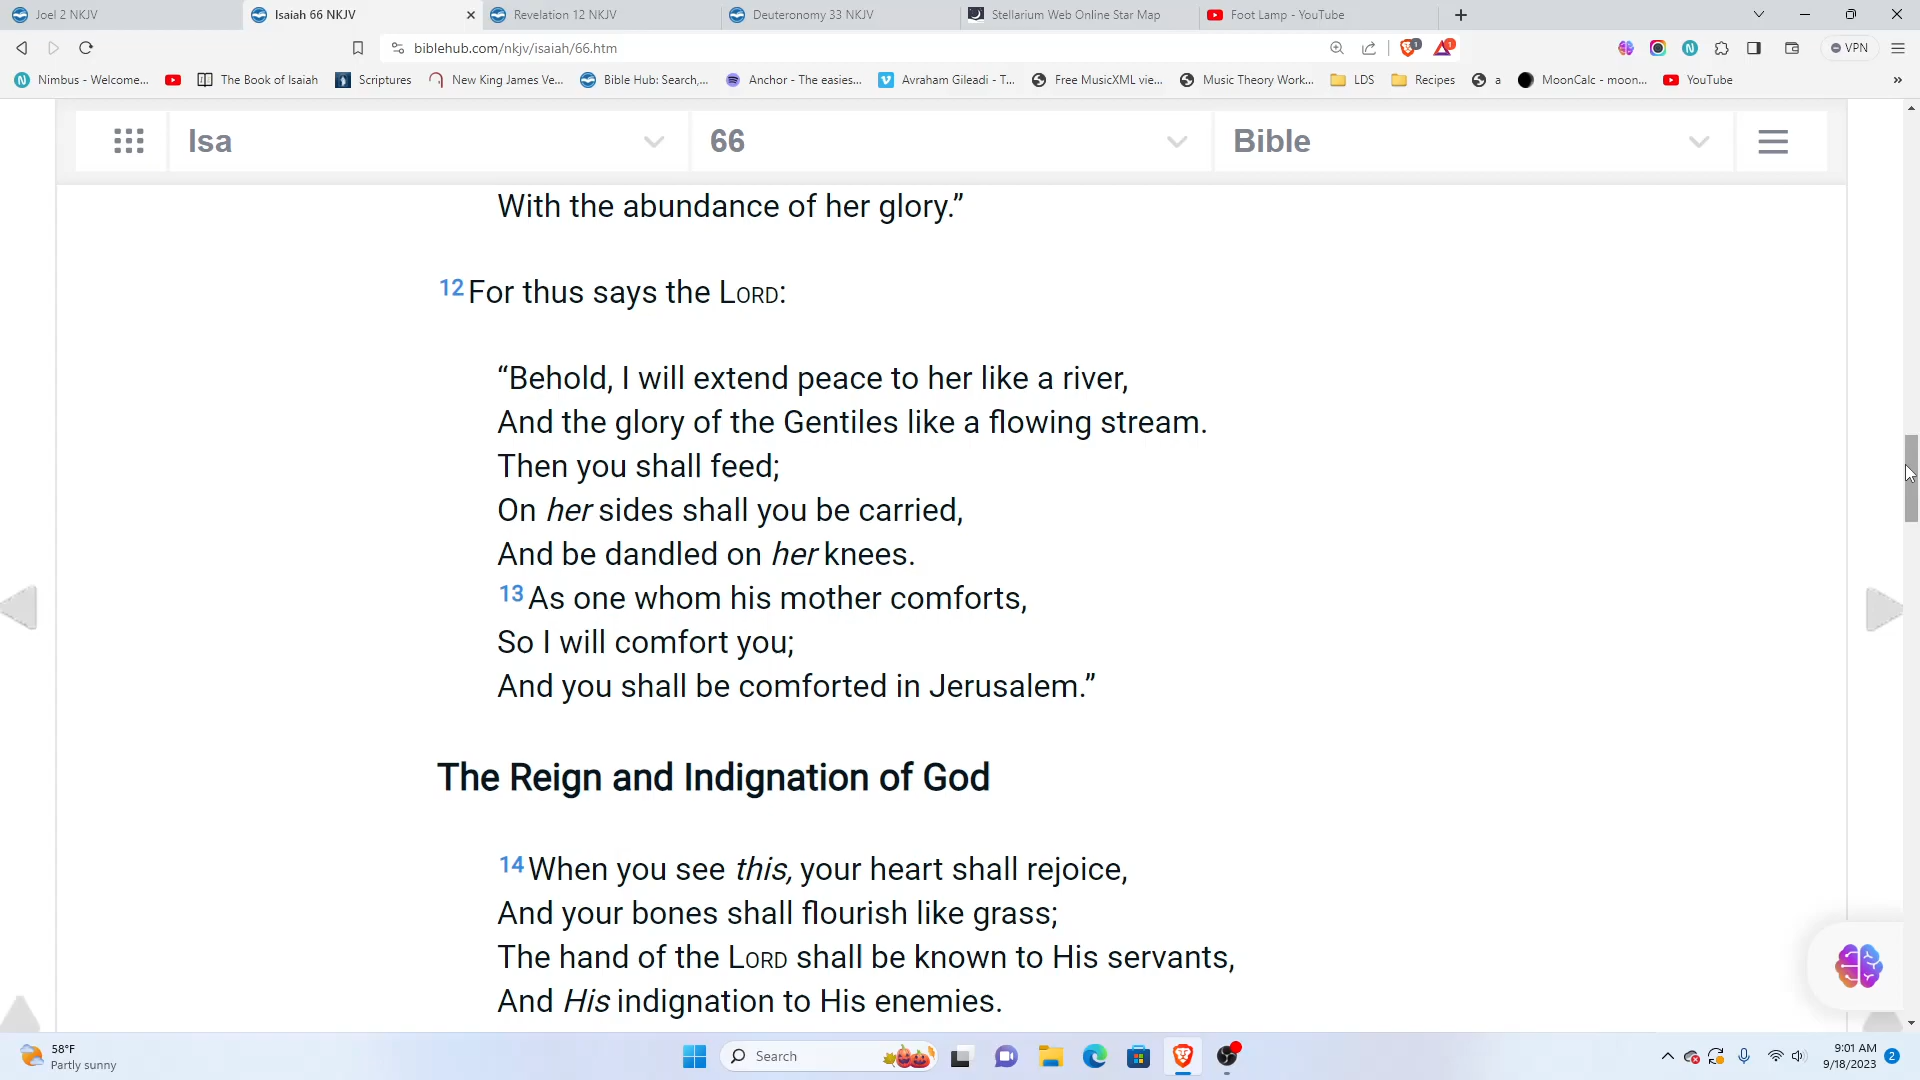 Joel 2 NKJV
Isaiah 66 NKJV
Revelation 12 NKJV
Deuteronomy 33 NKJV
Stellarium Web Online Star Map
Foot Lamp - YouTube
biblehub.com/nkjv/isaiah/66.htm
1
1
N
VPN
N Nimbus - Welcome...
The Book of Isaiah
Scriptures
New King James Ve...
Bible Hub: Search,...
Anchor - The easies...
Avraham Gileadi - T...
Free MusicXML vie...
Music Theory Work...
LDS
Recipes
a
MoonCalc - moon...
YouTube
»
Isa
66
Bible
With the abundance of her glory.”
12 For thus says the LORD:
“Behold, I will extend peace to her like a river,
And the glory of the Gentiles like a flowing stream.
Then you shall feed;
On her sides shall you be carried,
And be dandled on her knees.
13 As one whom his mother comforts,
So I will comfort you;
And you shall be comforted in Jerusalem.”
The Reign and Indignation of God
14 When you see this, your heart shall rejoice,
And your bones shall flourish like grass;
The hand of the LORD shall be known to His servants,
And His indignation to His enemies.
58°F
Partly sunny
Search
9:01 AM
9/18/2023
2